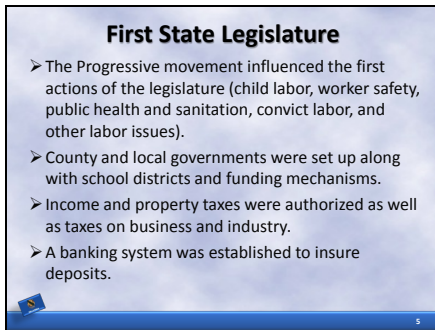 First State Legislature
➢ The Progressive movement influenced the first
actions of the legislature (child labor, worker safety,
public health and sanitation, convict labor, and
other labor issues).
➢ County and local governments were set up along
with school districts and funding mechanisms.
➢ Income and property taxes were authorized as well
as taxes on business and industry.
➢ A banking system was established to insure
deposits.
5